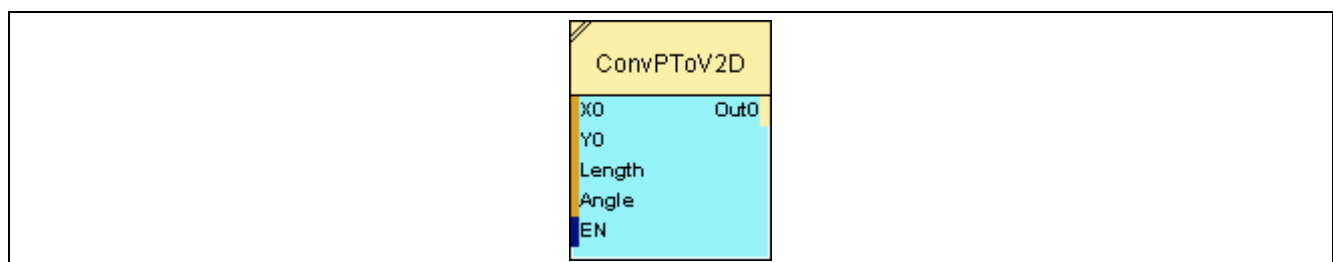 ConvPToV2D
X0 Out0
Y0
Length
Angle
EN